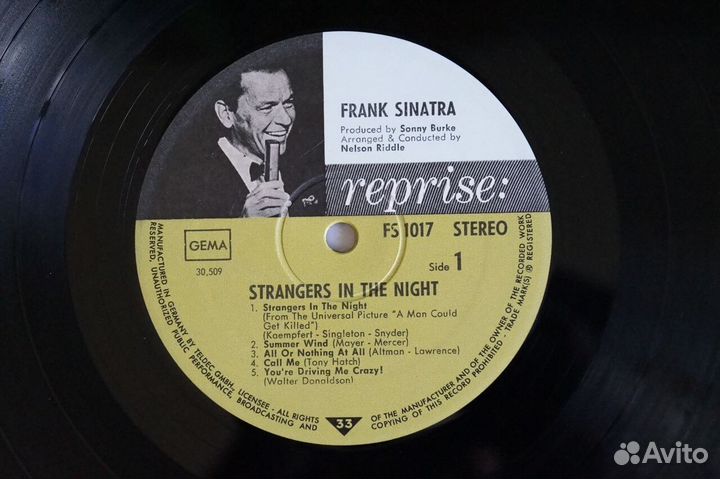 FRANK SINATRA
Produced by Sonny Burke
Arranged & Conducted by
Nelson Riddle
reprise:
GEMA
30,509
FS 1017 STEREO
Side 1
STRANGERS IN THE NIGHT
1. Strangers In The Night
(From The Universal Picture "A Man Could
Get Killed")
(Kaempfert - Singleton - Snyder)
2. Summer Wind (Mayer - Mercer)
3. All Or Nothing At All (Altman - Lawrence)
4. Call Me (Tony Hatch)
5. You're Driving Me Crazy!
(Walter Donaldson)
33
MANUFACTURED IN GERMANY BY TELDEC GMBH. LICENSEE - ALL RIGHTS
RESERVED, UNAUTHORIZED PUBLIC PERFORMANCE, BROADCASTING AND
COPYING OF THIS RECORD PROHIBITED - TRADE MARK(S) ® REGISTERED
OF THE MANUFACTURER AND OF THE OWNER OF THE RECORDED WORK
Avito